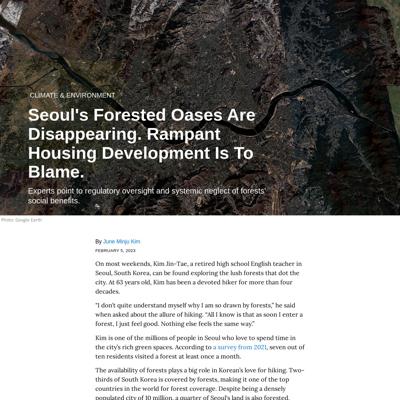 CLIMATE & ENVIRONMENT
Seoul's Forested Oases Are
Disappearing. Rampant
Housing Development Is To
Blame.
Experts point to regulatory oversight and systemic neglect of forests'
social benefits.
Photo: Google Earth
By June Minju Kim
FEBRUARY 5, 2023
On most weekends, Kim Jin-Tae, a retired high school English teacher in
Seoul, South Korea, can be found exploring the lush forests that dot the
city. At 63 years old, Kim has been a devoted hiker for more than four
decades.
"I don't quite understand myself why I am so drawn by forests," he said
when asked about the allure of hiking. "All I know is that as soon I enter a
forest, I just feel good. Nothing else feels the same way."
Kim is one of the millions of people in Seoul who love to spend time in
the city's rich green spaces. According to a survey from 2021, seven out of
ten residents visited a forest at least once a month.
The availability of forests plays a big role in Korean's love for hiking. Two-
thirds of South Korea is covered by forests, making it one of the top
countries in the world for forest coverage. Despite being a densely
populated city of 10 million, a quarter of Seoul's land is also forested.